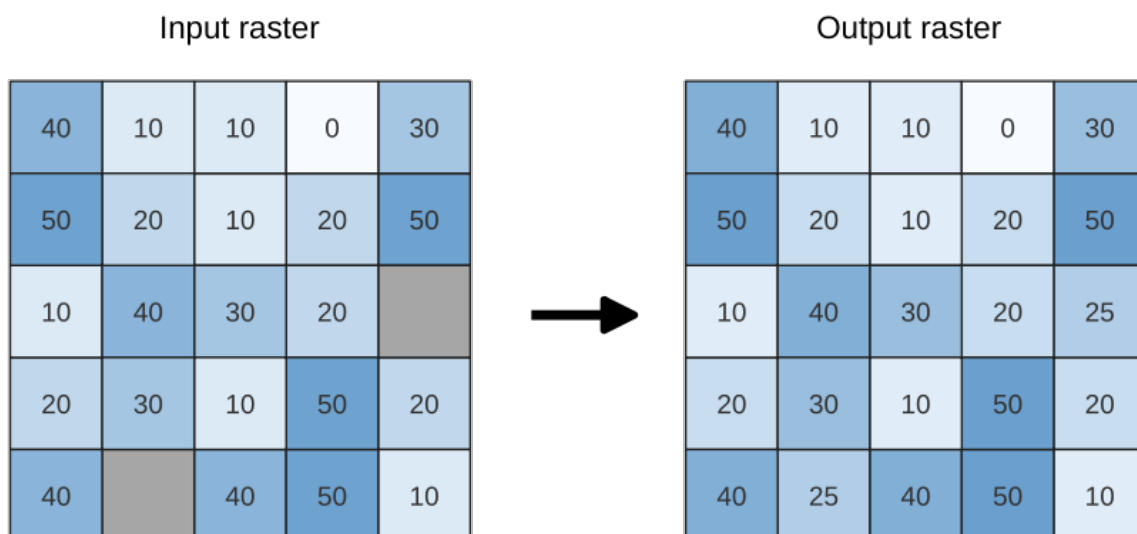 Input raster
Output raster
40 10 10 0 30
50 20 10 20 50
10 40 30 20
20 30 10 50 20
40 40 50 10
40 10 10 0 30
50 20 10 20 50
10 40 30 20 25
20 30 10 50 20
40 25 40 50 10